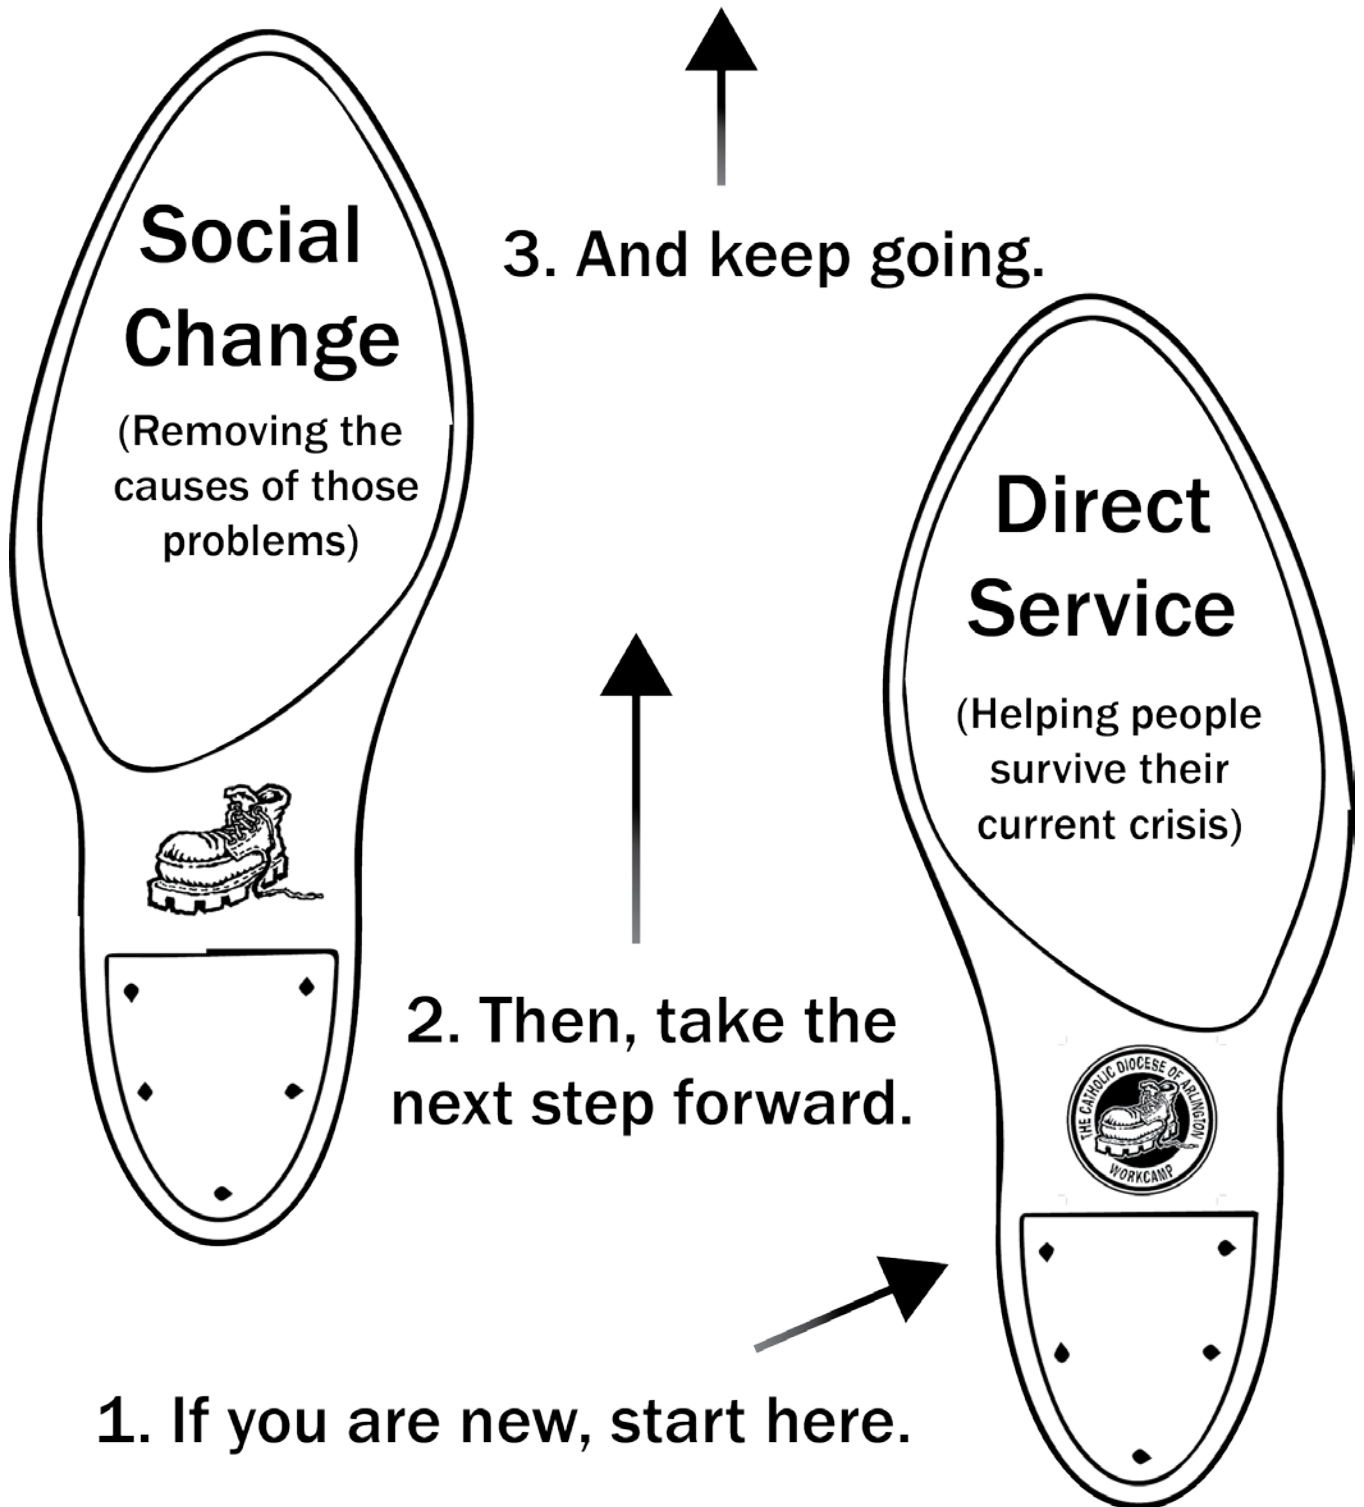 Social
Change
(Removing the
causes of those
problems)
3. And keep going.
Direct
Service
(Helping people
survive their
current crisis)
2. Then, take the
next step forward.
THE CATHOLIC DIOCESE OF ARLINGTON
WORKCAMP
1. If you are new, start here.